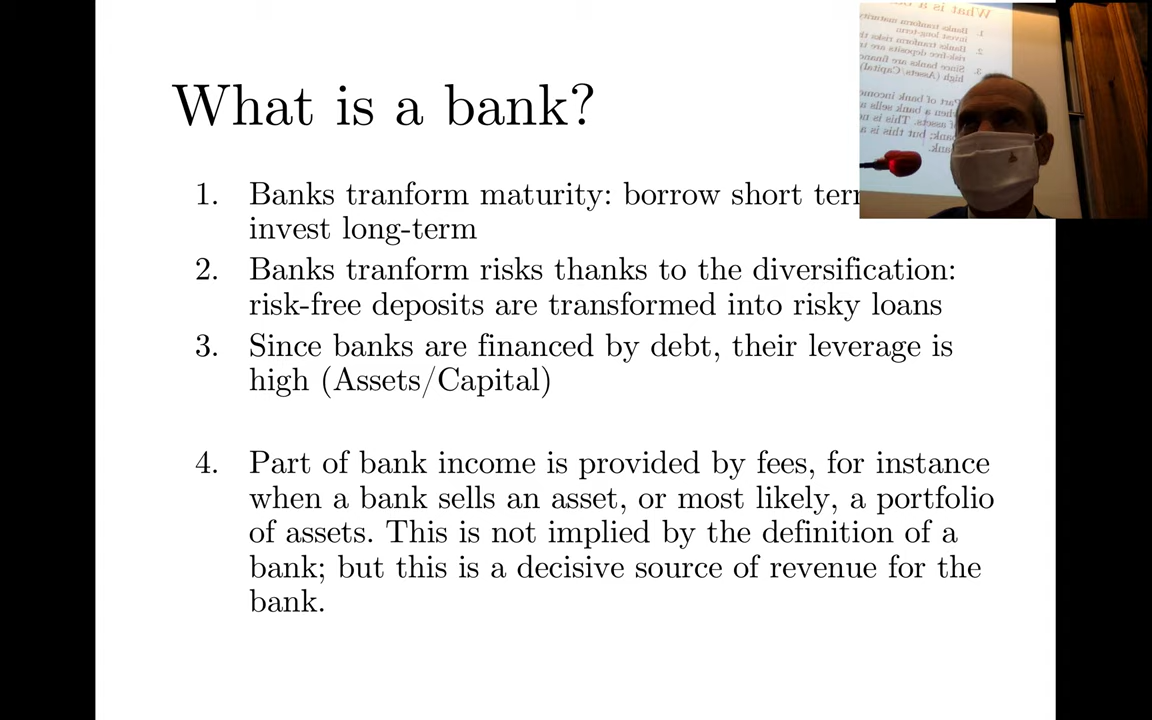 What is a bank?
1. Banks tranform maturity: borrow short
invest long-term
2. Banks tranform risks thanks to the diversification:
risk-free deposits are transformed into risky loans
3. Since banks are financed by debt, their leverage is
high (Assets/Capital)
4. Part of bank income is provided by fees, for instance
when a bank sells an asset, or most likely, a portfolio
of assets. This is not implied by the definition of a
bank; but this is a decisive source of revenue for the
bank.